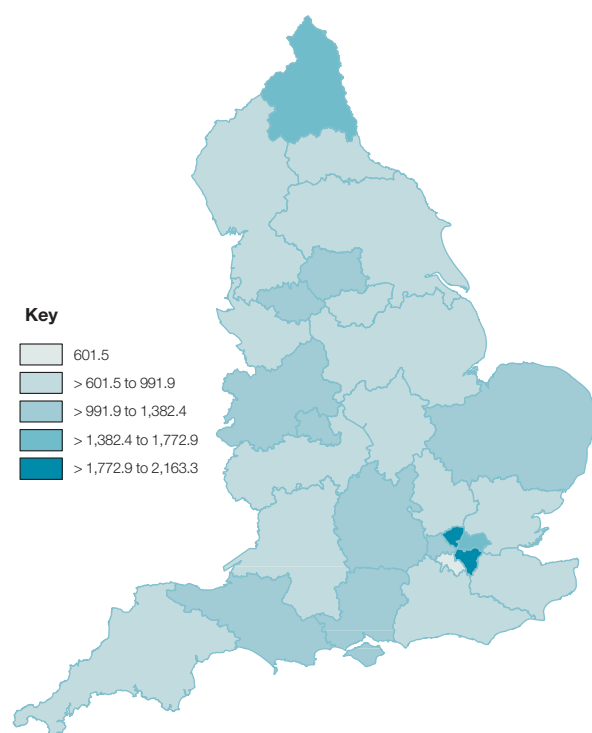 Key
601.5
> 601.5 to 991.9
> 991.9 to 1,382.4
> 1,382.4 to 1,772.9
> 1,772.9 to 2,163.3